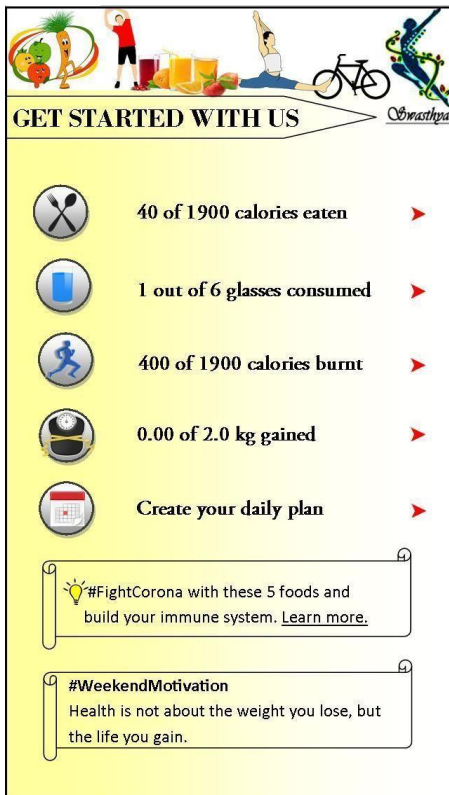 GET STARTED WITH US
Swasthya
40 of 1900 calories eaten
1 out of 6 glasses consumed
400 of 1900 calories burnt
0.00 of 2.0 kg gained
Create your daily plan
#FightCorona with these 5 foods and
build your immune system. Learn more.
#WeekendMotivation
Health is not about the weight you lose, but
the life you gain.